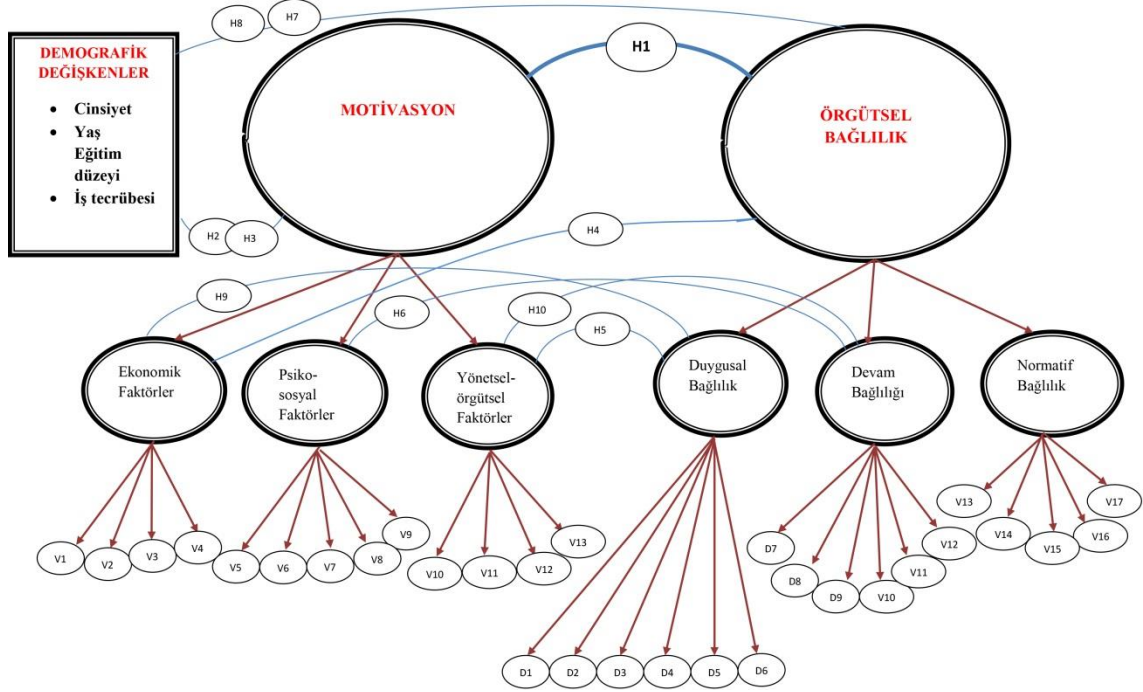 H8
H7
H1
DEMOGRAFİK
DEĞİŞKENLER
• Cinsiyet
• Yaş
Eğitim
düzeyi
• İş tecrübesi
MOTİVASYON
ÖRGÜTSEL
BAĞLILIK
H2
H3
H4
H9
H6
H10
H5
Ekonomik
Faktörler
Psiko-
sosyal
Faktörler
Yönetsel-
örgütsel
Faktörler
Duygusal
Bağlılık
Devam
Bağlılığı
Normatif
Bağlılık
V1
V2
V3
V4
V5
V6
V7
V8
V9
V10
V11
V12
V13
D1
D2
D3
D4
D5
D6
D7
D8
D9
V10
V11
V12
V13
V14
V15
V16
V17